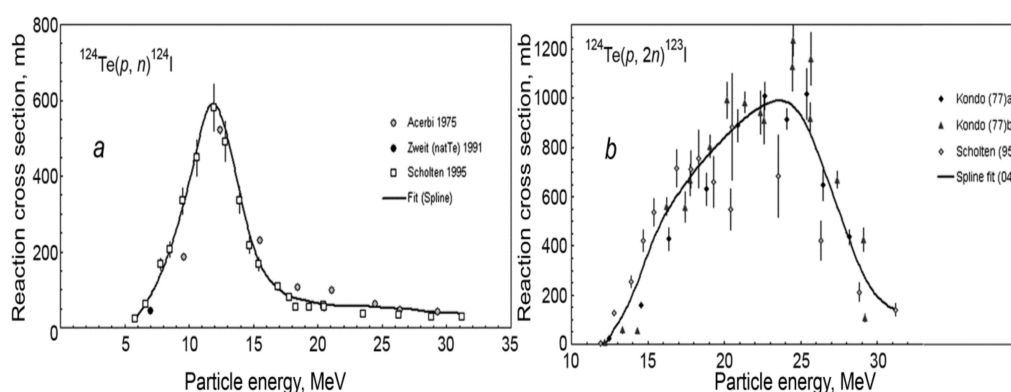 800
600
400
200
0
5
10
15
20
25
30
35
Reaction cross section, mb
Particle energy, MeV
¹²⁴Te(p, n)¹²⁴I
a
Acerbi 1975
Zweit (natTe) 1991
Scholten 1995
Fit (Spline)
1200
1000
800
600
400
200
0
10
15
20
25
30
Reaction cross section, mb
Particle energy, MeV
¹²⁴Te(p, 2n)¹²³I
b
Kondo (77)a
Kondo (77)b
Scholten (95
Spline fit (04